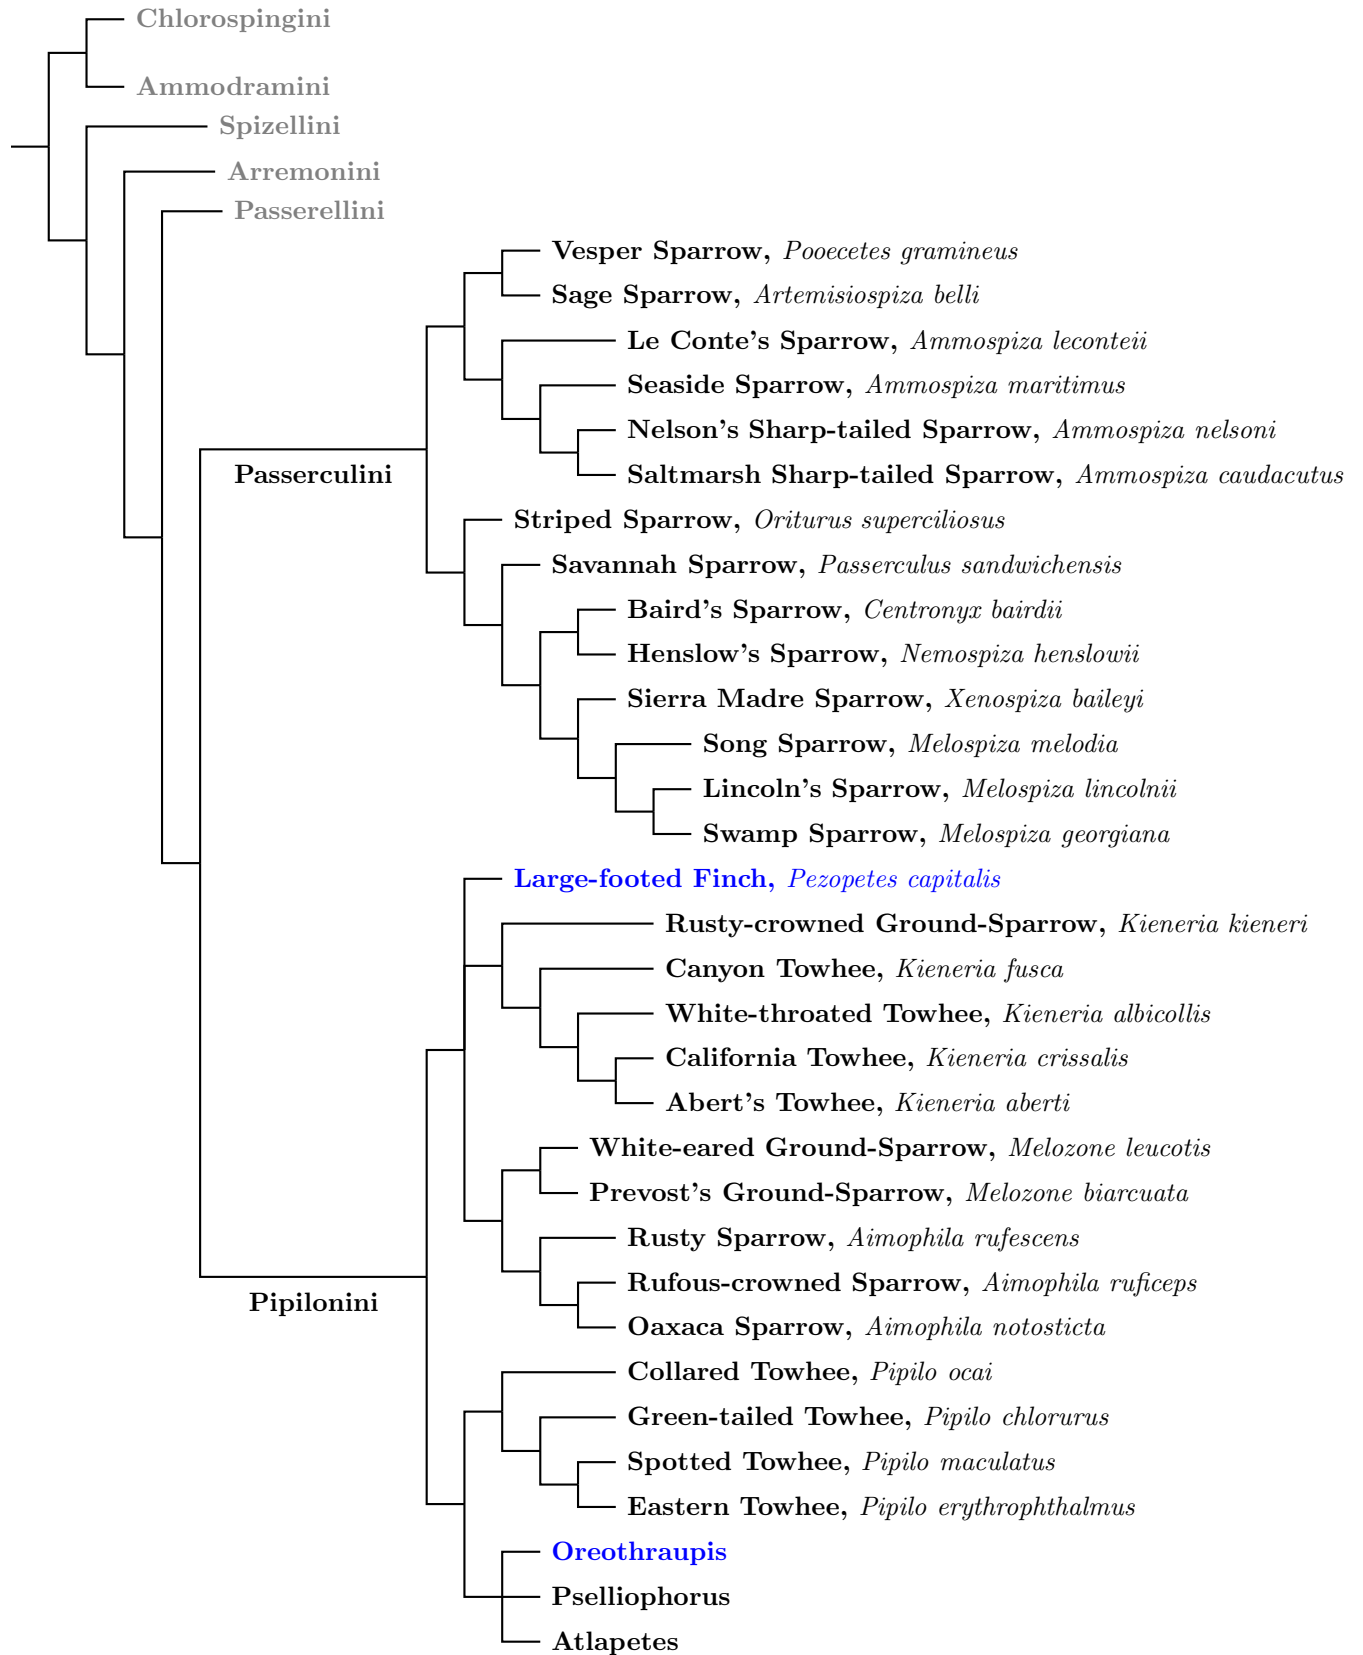 Chlorospingini
Ammodramini
Spizellini
Arremonini
Passerellini
Vesper Sparrow, Pooecetes gramineus
Sage Sparrow, Artemisiospiza belli
Le Conte's Sparrow, Ammospiza leconteii
Seaside Sparrow, Ammospiza maritimus
Nelson's Sharp-tailed Sparrow, Ammospiza nelsoni
Passerculini
Saltmarsh Sharp-tailed Sparrow, Ammospiza caudacutus
Striped Sparrow, Oriturus superciliosus
Savannah Sparrow, Passerculus sandwichensis
Baird's Sparrow, Centronyx bairdii
Henslow's Sparrow, Nemospiza henslowii
Sierra Madre Sparrow, Xenospiza baileyi
Song Sparrow, Melospiza melodia
Lincoln's Sparrow, Melospiza lincolnii
Swamp Sparrow, Melospiza georgiana
Large-footed Finch, Pezopetes capitalis
Rusty-crowned Ground-Sparrow, Kieneria kieneri
Canyon Towhee, Kieneria fusca
White-throated Towhee, Kieneria albicollis
California Towhee, Kieneria crissalis
Abert's Towhee, Kieneria aberti
White-eared Ground-Sparrow, Melozone leucotis
Prevost's Ground-Sparrow, Melozone biarcuata
Rusty Sparrow, Aimophila rufescens
Rufous-crowned Sparrow, Aimophila ruficeps
Pipilonini
Oaxaca Sparrow, Aimophila notosticta
Collared Towhee, Pipilo ocai
Green-tailed Towhee, Pipilo chlorurus
Spotted Towhee, Pipilo maculatus
Eastern Towhee, Pipilo erythrophthalmus
Oreothraupis
Pselliophorus
Atlapetes